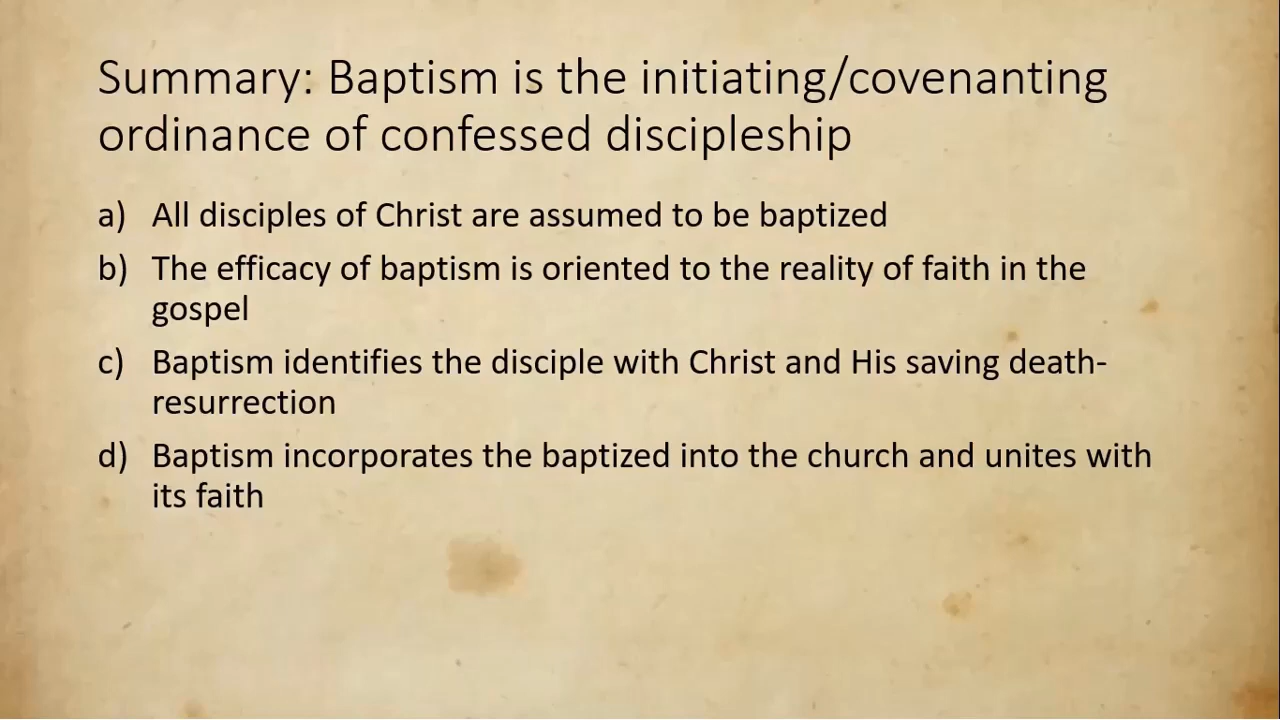 Summary: Baptism is the initiating/covenanting
ordinance of confessed discipleship
a) All disciples of Christ are assumed to be baptized
b) The efficacy of baptism is oriented to the reality of faith in the
gospel
c) Baptism identifies the disciple with Christ and His saving death-
resurrection
d) Baptism incorporates the baptized into the church and unites with
its faith